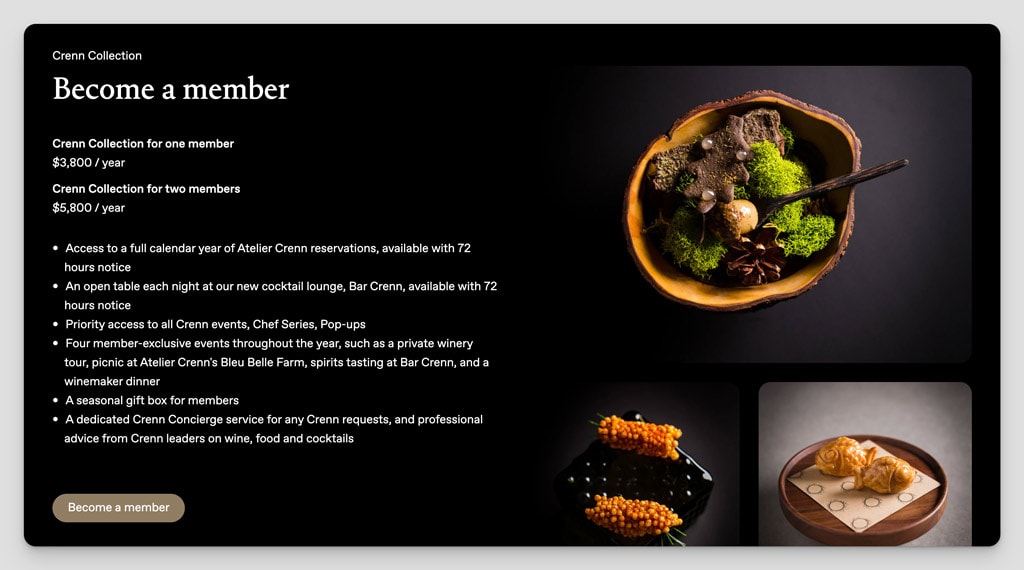 Crenn Collection
Become a member
Crenn Collection for one member
$3,800 / year
Crenn Collection for two members
$5,800 / year
• Access to a full calendar year of Atelier Crenn reservations, available with 72
hours notice
• An open table each night at our new cocktail lounge, Bar Crenn, available with 72
hours notice
• Priority access to all Crenn events, Chef Series, Pop-ups
• Four member-exclusive events throughout the year, such as a private winery
tour, picnic at Atelier Crenn's Bleu Belle Farm, spirits tasting at Bar Crenn, and a
winemaker dinner
• A seasonal gift box for members
• A dedicated Crenn Concierge service for any Crenn requests, and professional
advice from Crenn leaders on wine, food and cocktails
Become a member